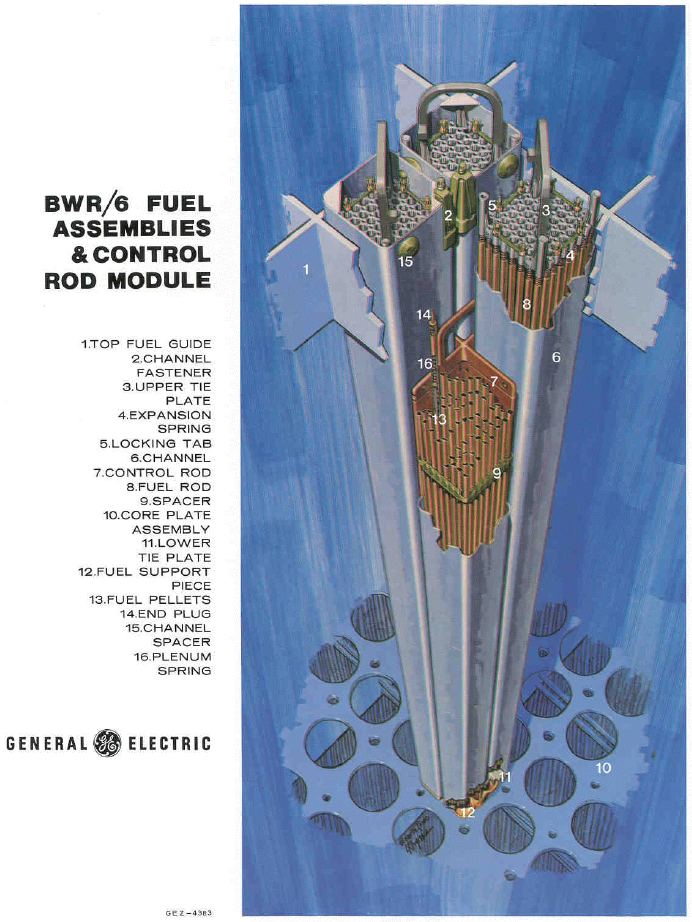 BWR/6 FUEL
ASSEMBLIES
& CONTROL
ROD MODULE
1.TOP FUEL GUIDE
2.CHANNEL
FASTENER
3.UPPER TIE
PLATE
4.EXPANSION
SPRING
5.LOCKING TAB
6.CHANNEL
7.CONTROL ROD
8.FUEL ROD
9.SPACER
10.CORE PLATE
ASSEMBLY
11.LOWER
TIE PLATE
12.FUEL SUPPORT
PIECE
13.FUEL PELLETS
14.END PLUG
15.CHANNEL
SPACER
16.PLENUM
SPRING
GENERAL GE ELECTRIC
GEZ-4383
1
2
3
5
4
15
8
14
6
16
7
13
9
10
11
12